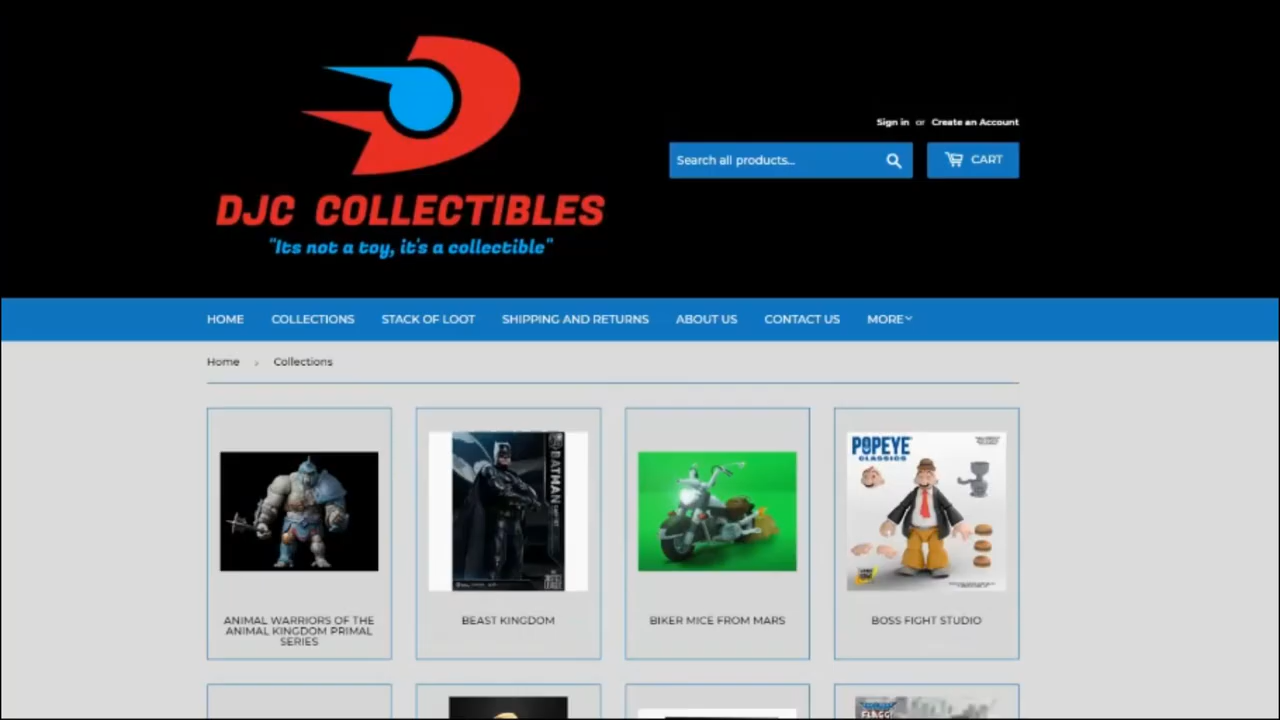 Sign in or Create an Account
Search all products...
CART
DJC COLLECTIBLES
"Its not a toy, it's a collectible"
HOME COLLECTIONS STACK OF LOOT SHIPPING AND RETURNS ABOUT US CONTACT US MORE
Home › Collections
BATMAN
POPEYE
CLASSICS
ANIMAL WARRIORS OF THE
ANIMAL KINGDOM PRIMAL
SERIES
BEAST KINGDOM
BIKER MICE FROM MARS
BOSS FIGHT STUDIO